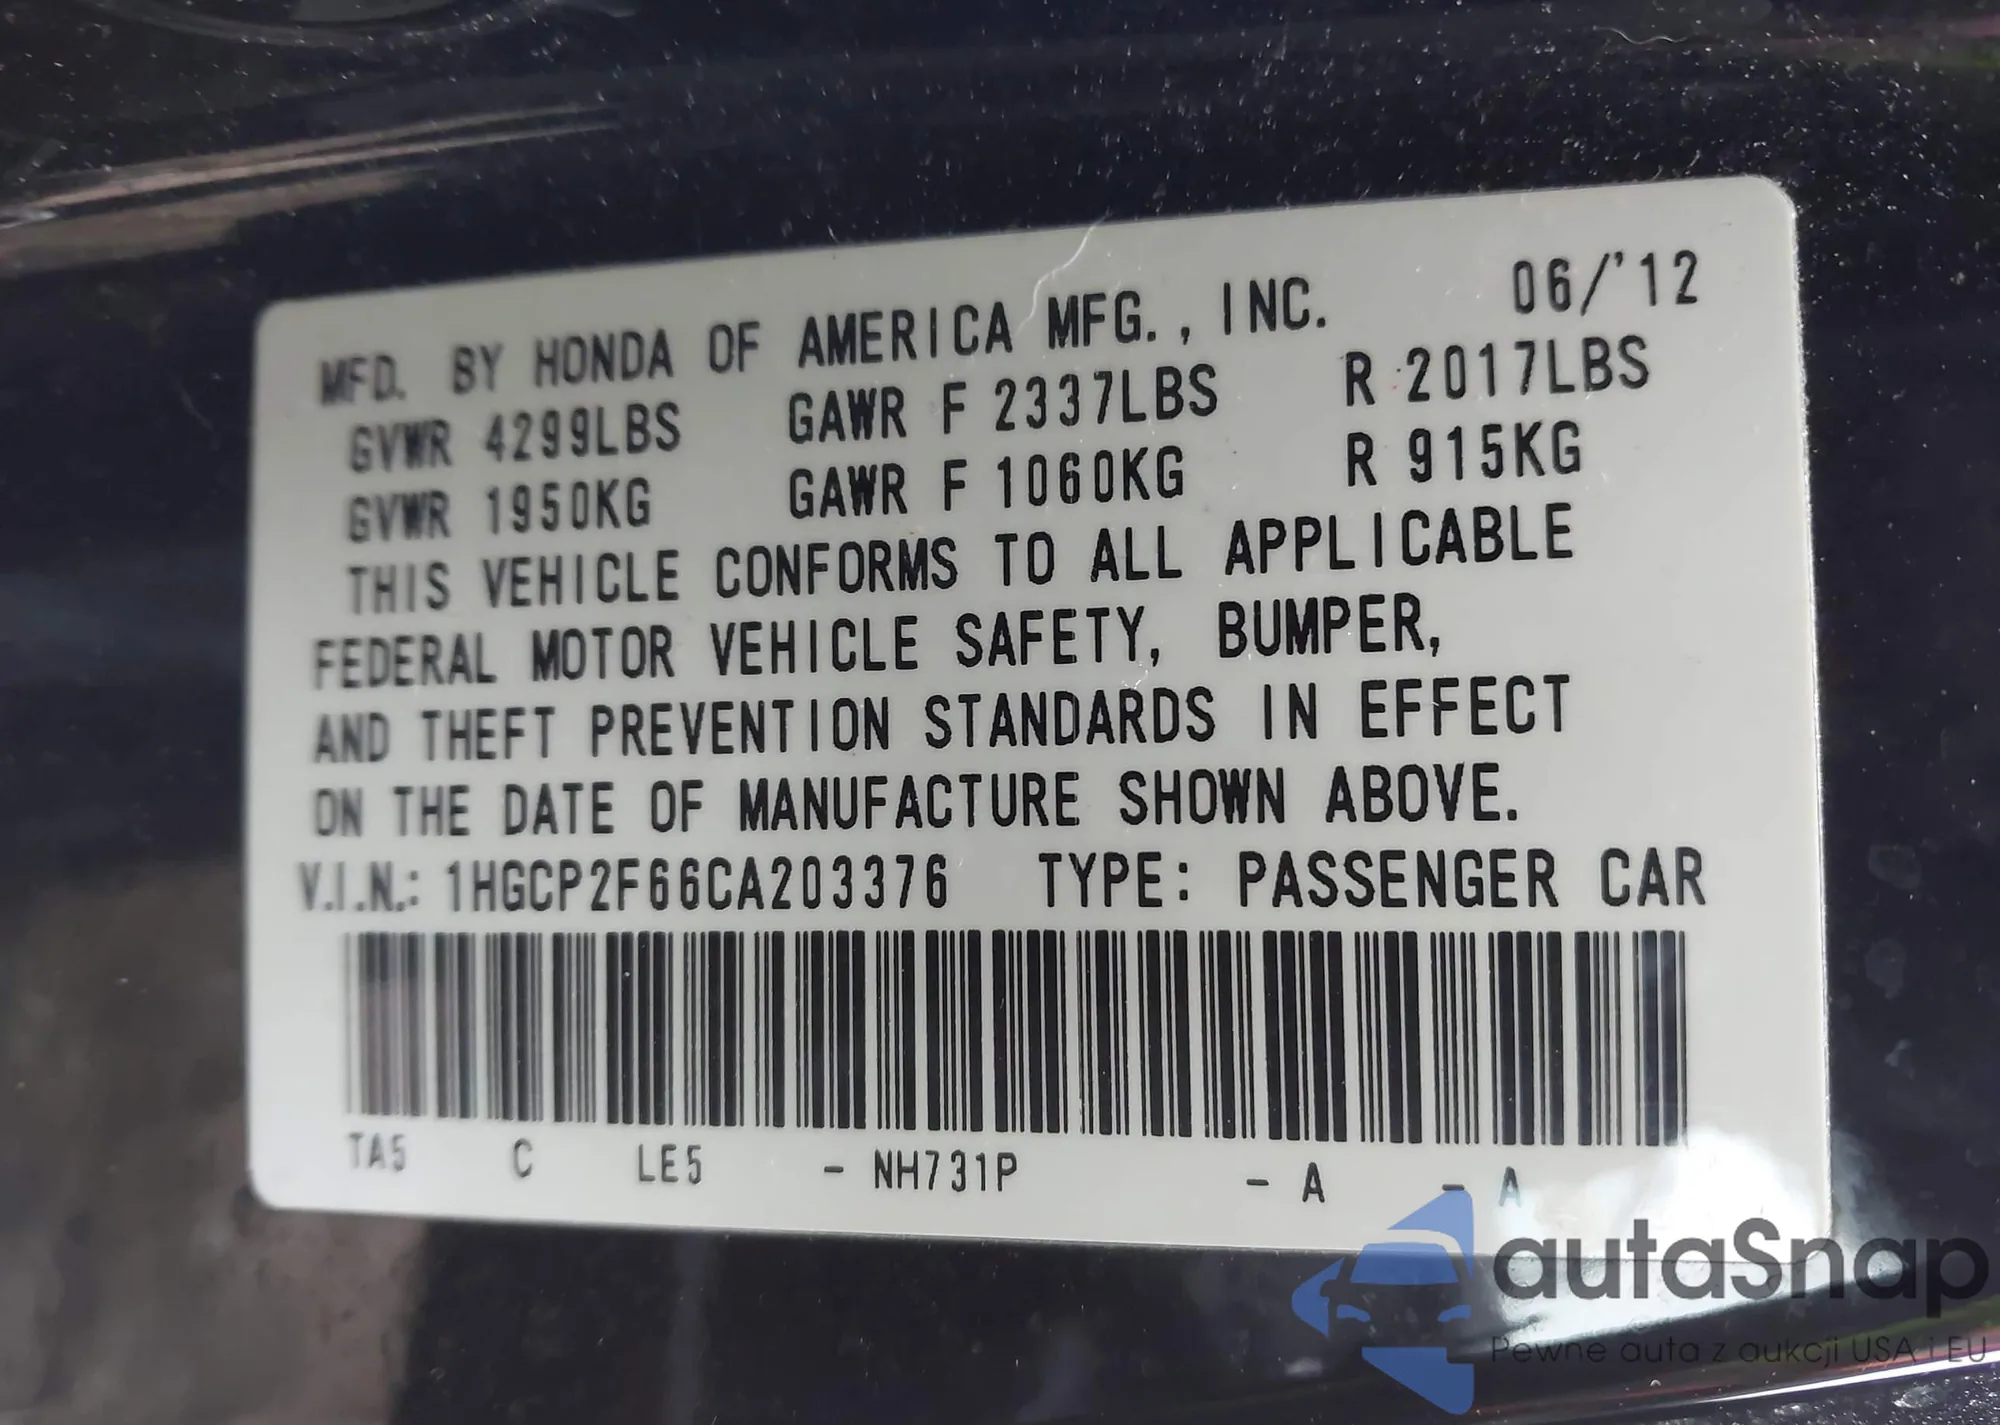 MFD. BY HONDA OF AMERICA MFG., INC. 06/'12
GVWR 4299LBS GAWR F 2337LBS R 2017LBS
GVWR 1950KG GAWR F 1060KG R 915KG
THIS VEHICLE CONFORMS TO ALL APPLICABLE
FEDERAL MOTOR VEHICLE SAFETY, BUMPER,
AND THEFT PREVENTION STANDARDS IN EFFECT
ON THE DATE OF MANUFACTURE SHOWN ABOVE.
V.I.N.: 1HGCP2F66CA203376 TYPE: PASSENGER CAR
TA5 C LE5 - NH731P - A - A
autaSnap
Pewne auta z aukcji USA i EU